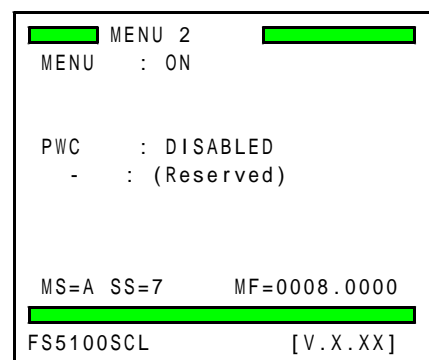 MENU 2
MENU : ON
PWC : DISABLED
- : (Reserved)
MS=A SS=7 MF=0008.0000
FS5100SCL [V.X.XX]